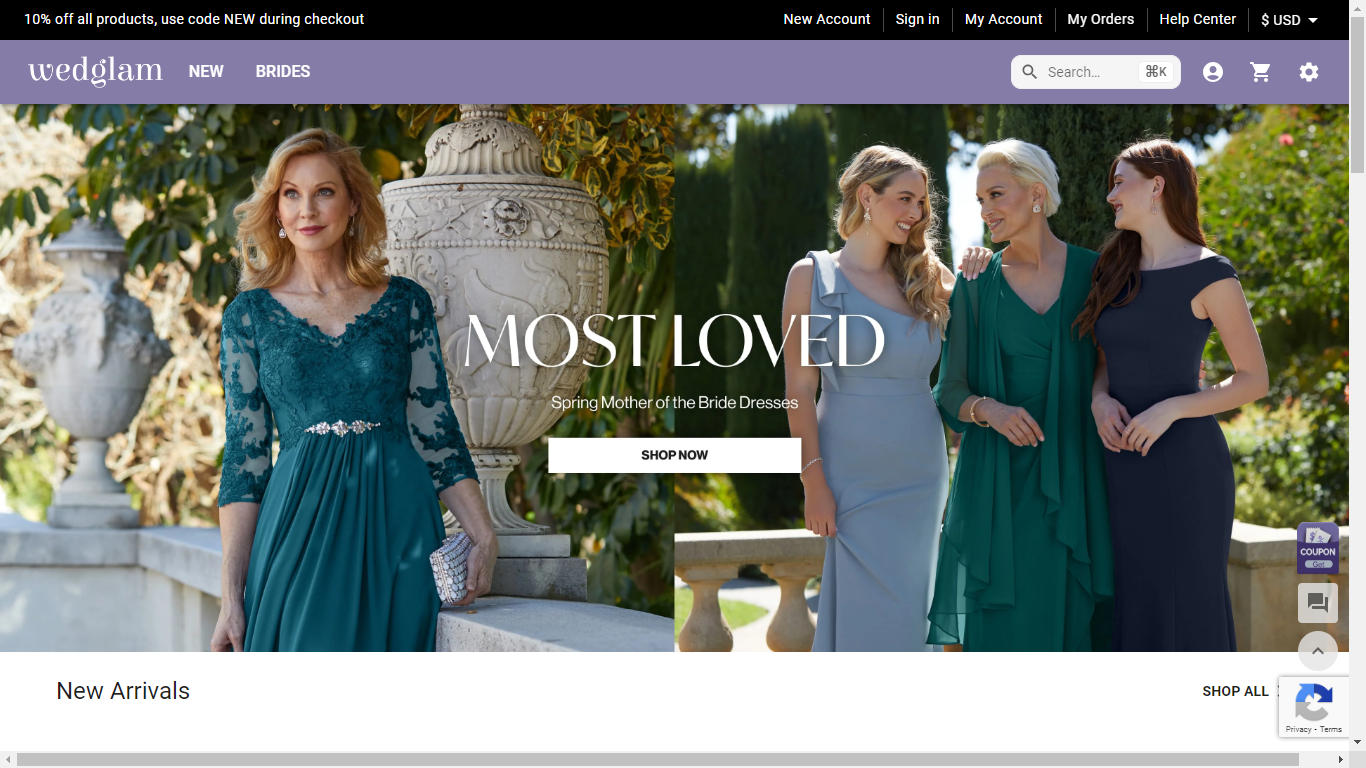 10% off all products, use code NEW during checkout
New Account
Sign in
My Account
My Orders
Help Center
$ USD
wedglam
NEW
BRIDES
Search…
⌘K
MOST LOVED
Spring Mother of the Bride Dresses
SHOP NOW
COUPON
Get
New Arrivals
SHOP ALL
Privacy - Terms